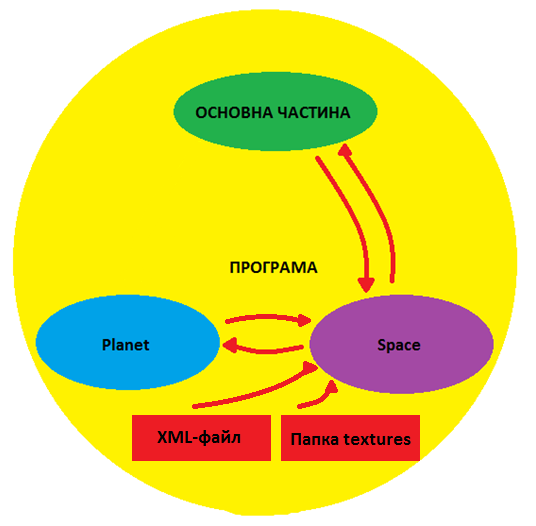 ОСНОВНА ЧАСТИНА
ПРОГРАМА
Planet
Space
XML-файл
Папка textures